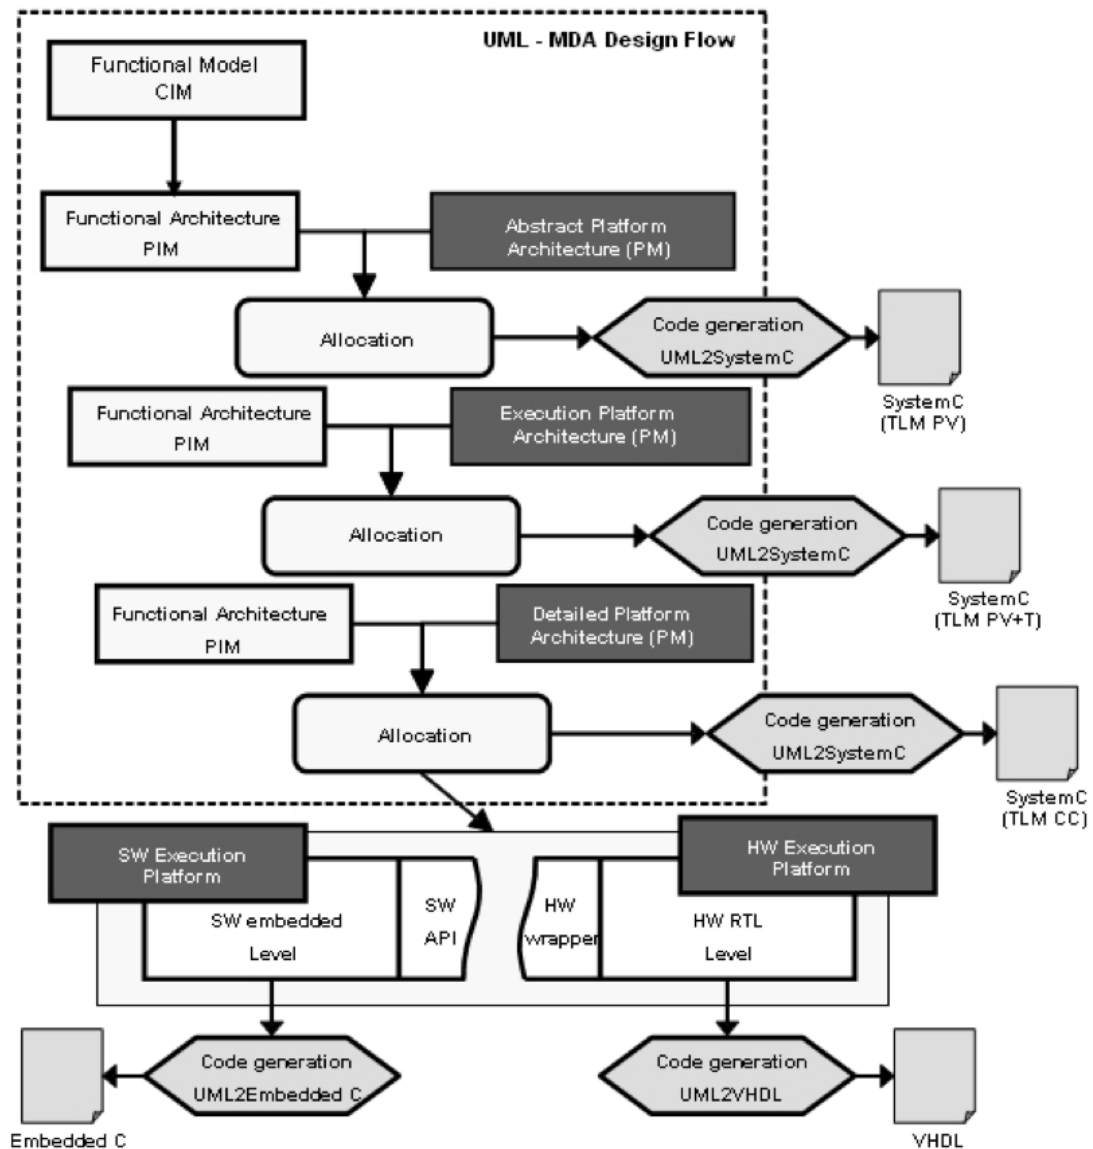 UML - MDA Design Flow
Functional Model
CIM
Functional Architecture
PIM
Abstract Platform
Architecture (PM)
Allocation
Code generation
UML2SystemC
SystemC
(TLM PV)
Functional Architecture
PIM
Execution Platform
Architecture (PM)
Allocation
Code generation
UML2SystemC
SystemC
(TLM PV+T)
Functional Architecture
PIM
Detailed Platform
Architecture (PM)
Allocation
Code generation
UML2SystemC
SystemC
(TLM CC)
SW Execution
Platform
SW embedded
Level
SW
API
HW
wrapper
HW Execution
Platform
HW RTL
Level
Code generation
UML2Embedded C
Embedded C
Code generation
UML2VHDL
VHDL